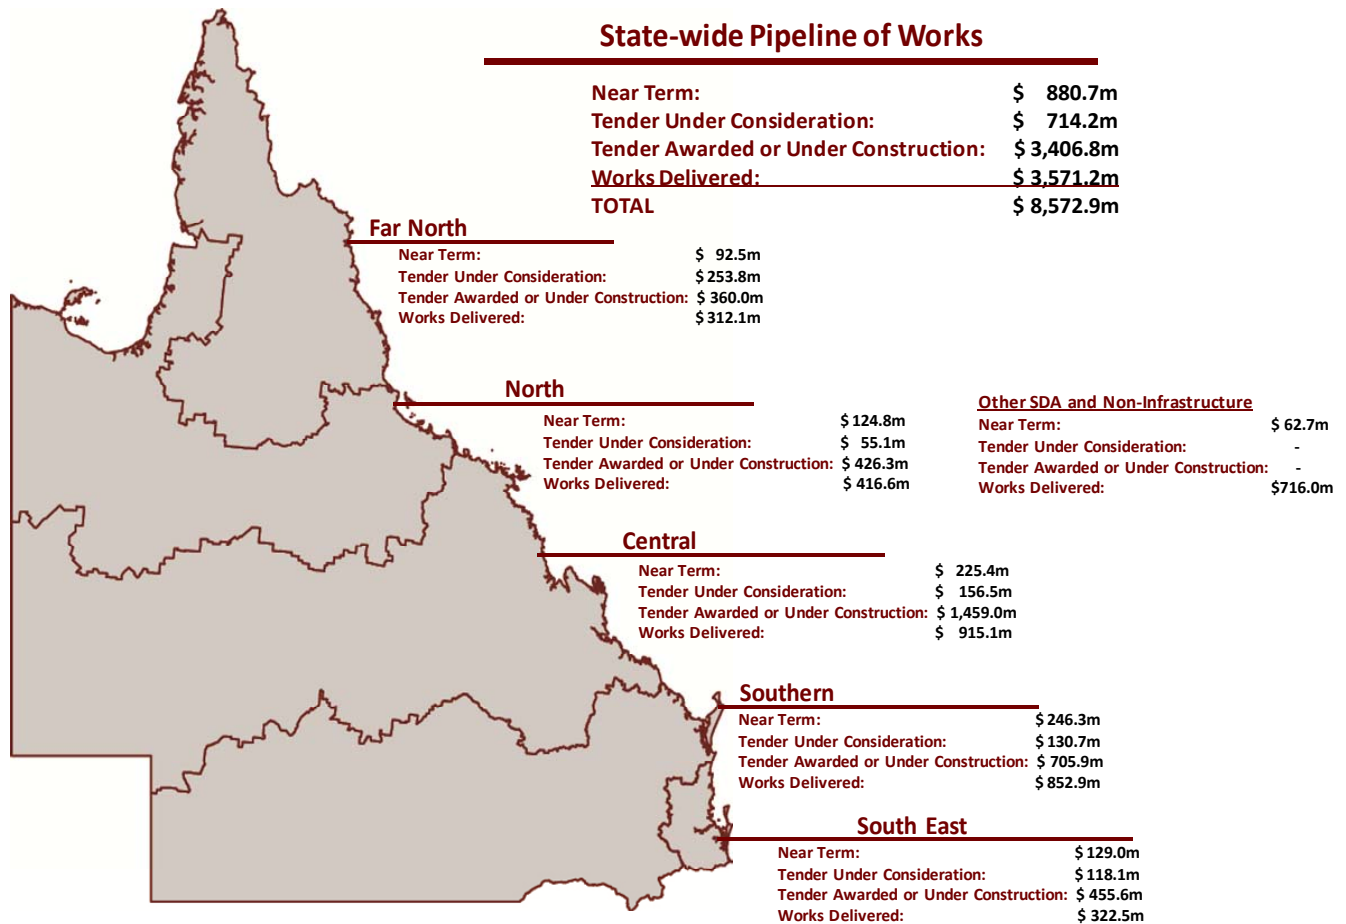 State-wide Pipeline of Works
Near Term: $ 880.7m
Tender Under Consideration: $ 714.2m
Tender Awarded or Under Construction: $ 3,406.8m
Works Delivered: $ 3,571.2m
TOTAL $ 8,572.9m
Far North
Near Term: $ 92.5m
Tender Under Consideration: $ 253.8m
Tender Awarded or Under Construction: $ 360.0m
Works Delivered: $ 312.1m
North
Near Term: $ 124.8m
Tender Under Consideration: $ 55.1m
Tender Awarded or Under Construction: $ 426.3m
Works Delivered: $ 416.6m
Other SDA and Non-Infrastructure
Near Term: $ 62.7m
Tender Under Consideration: -
Tender Awarded or Under Construction: -
Works Delivered: $716.0m
Central
Near Term: $ 225.4m
Tender Under Consideration: $ 156.5m
Tender Awarded or Under Construction: $ 1,459.0m
Works Delivered: $ 915.1m
Southern
Near Term: $ 246.3m
Tender Under Consideration: $ 130.7m
Tender Awarded or Under Construction: $ 705.9m
Works Delivered: $ 852.9m
South East
Near Term: $ 129.0m
Tender Under Consideration: $ 118.1m
Tender Awarded or Under Construction: $ 455.6m
Works Delivered: $ 322.5m